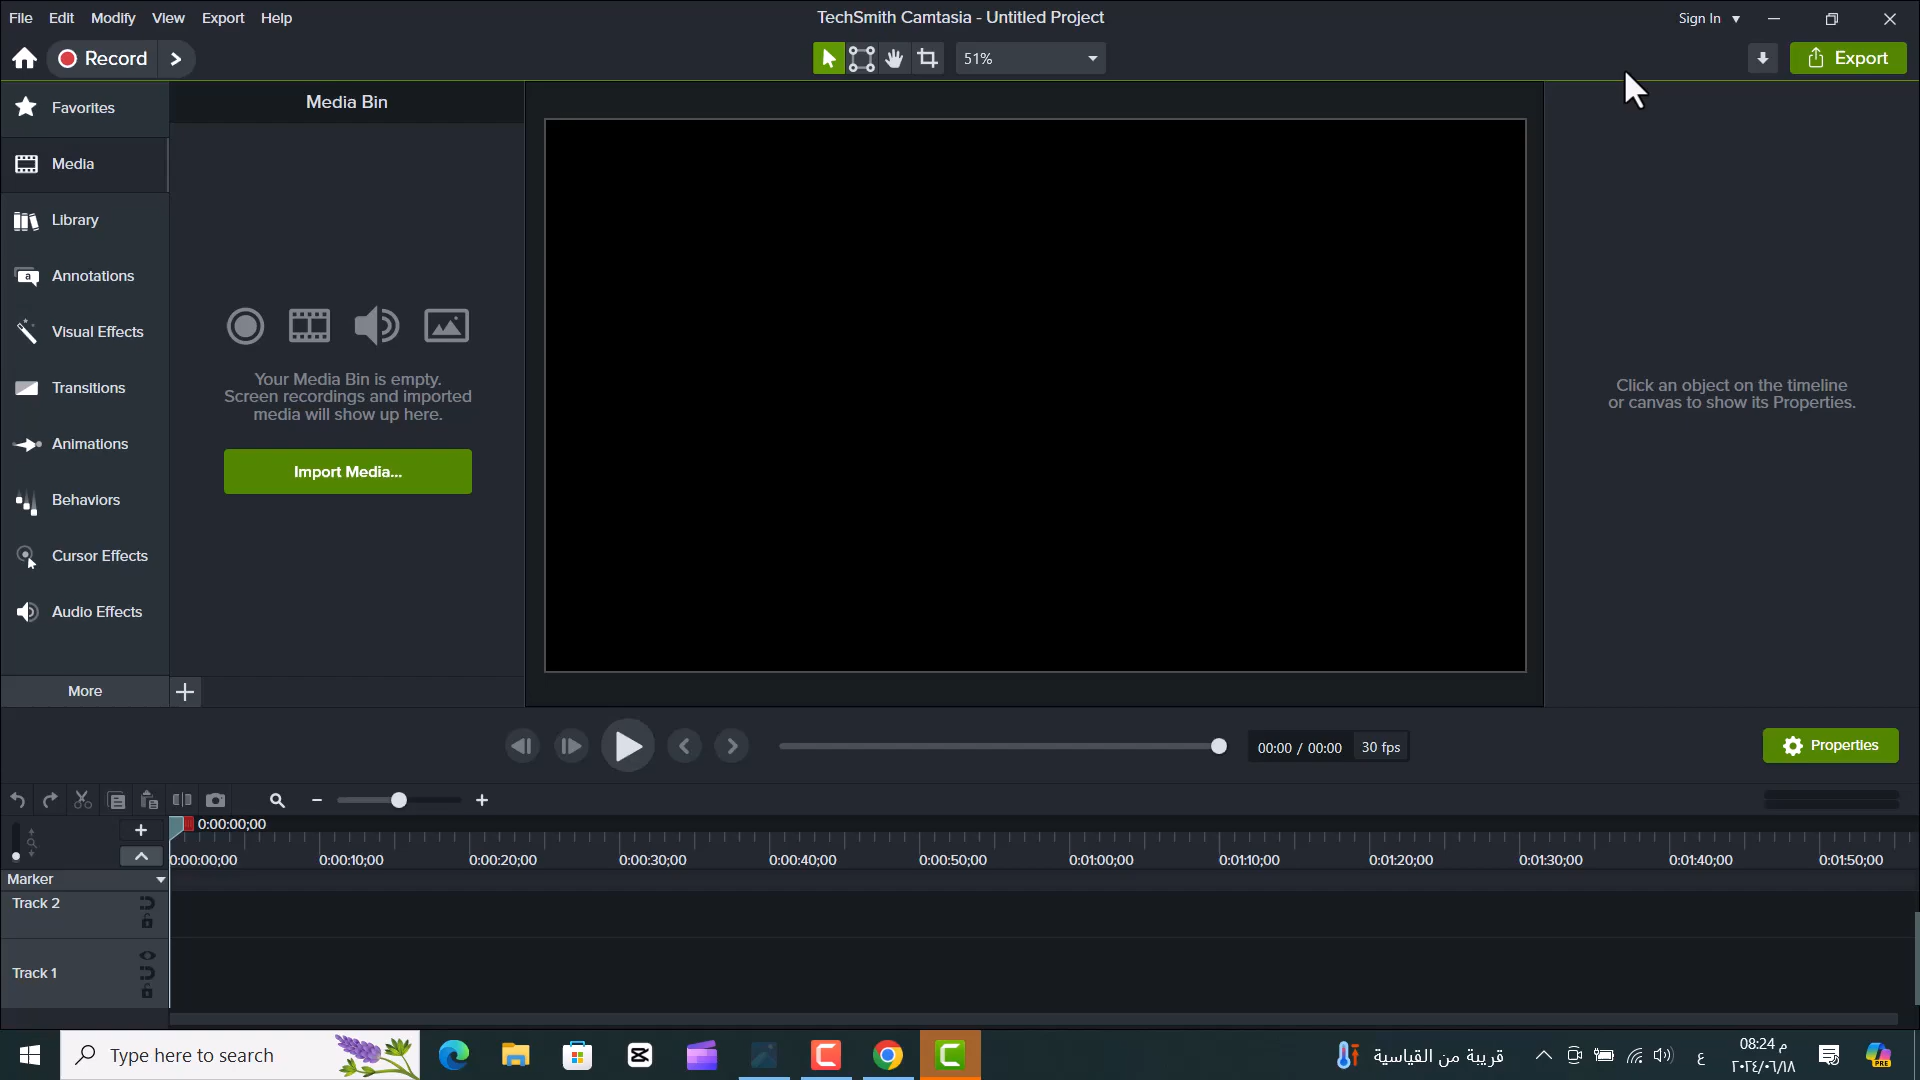 File Edit Modify View Export Help
TechSmith Camtasia - Untitled Project
Sign In
Record
51%
Export
Favorites
Media
Library
Annotations
Visual Effects
Transitions
Animations
Behaviors
Cursor Effects
Audio Effects
More
Media Bin
Your Media Bin is empty.
Screen recordings and imported
media will show up here.
Import Media...
Click an object on the timeline
or canvas to show its Properties.
00:00 / 00:00
30 fps
Properties
0:00:00;00
0:00:00;00 0:00:10;00 0:00:20;00 0:00:30;00 0:00:40;00 0:00:50;00 0:01:00;00 0:01:10;00 0:01:20;00 0:01:30;00 0:01:40;00 0:01:50;00
Marker
Track 2
Track 1
Type here to search
قريبة من القياسية
ع
08:24 م
٢٠٢٤/٠٦/١٨
PRE